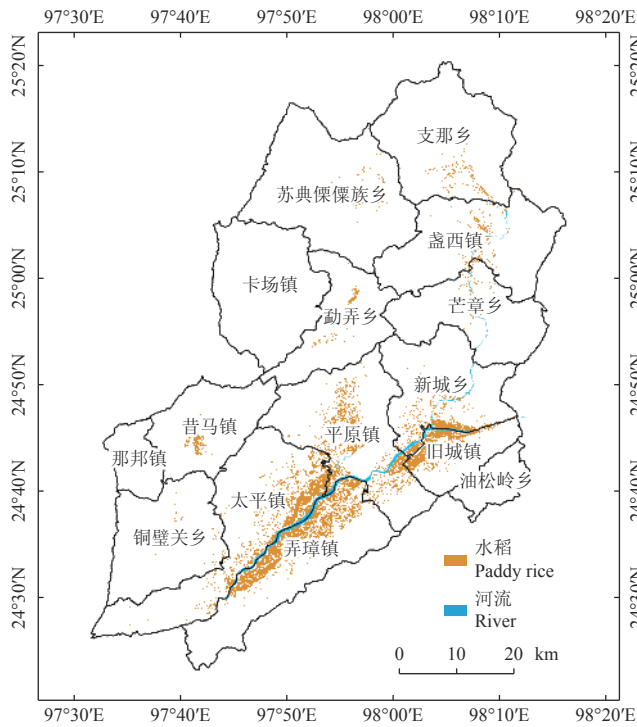 97°30′E 97°40′E 97°50′E 98°00′E 98°10′E 98°20′E
25°20′N 25°20′N
支那乡
25°10′N 25°10′N
苏典傈僳族乡
盏西镇
25°00′N 25°00′N
卡场镇
芒章乡
勐弄乡
24°50′N 24°50′N
新城乡
昔马镇
平原镇
那邦镇
旧城镇
24°40′N 24°40′N
油松岭乡
太平镇
铜壁关乡
弄璋镇
水稻
Paddy rice
24°30′N 24°30′N
河流
River
0 10 20 km
97°30′E 97°40′E 97°50′E 98°00′E 98°10′E 98°20′E